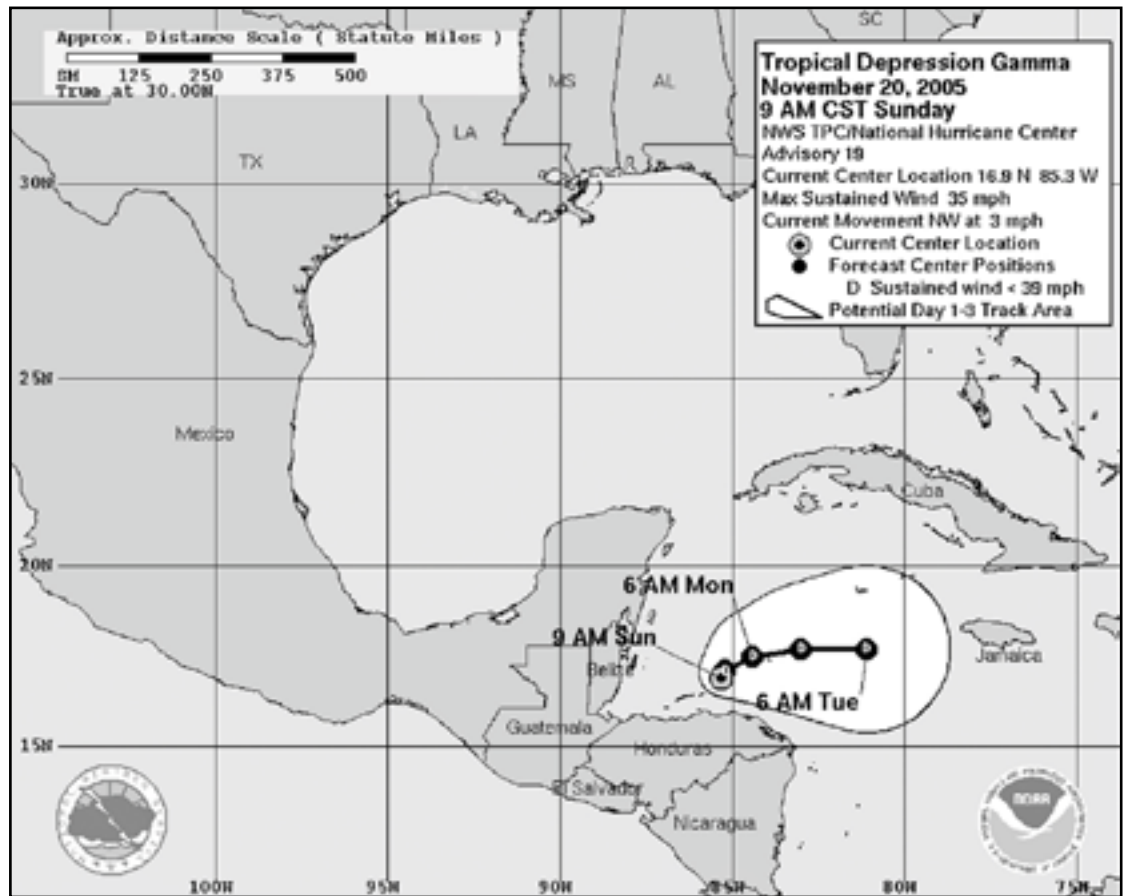 Approx. Distance Scale ( Statute Miles )
SM 125 250 375 500
True at 30.00N
SC
MS
AL
LA
TX
Tropical Depression Gamma
November 20, 2005
9 AM CST Sunday
NWS TPC/National Hurricane Center
Advisory 19
Current Center Location 16.9 N 85.3 W
Max Sustained Wind 35 mph
Current Movement NW at 3 mph
Current Center Location
Forecast Center Positions
D Sustained wind < 39 mph
Potential Day 1-3 Track Area
30N
25N
Mexico
Cuba
20N
6 AM Mon
9 AM Sun
Jamaica
Belize
6 AM Tue
Guatemala
15N
Honduras
El Salvador
Nicaragua
NOAA
100W 95W 90W 85W 80W 75W